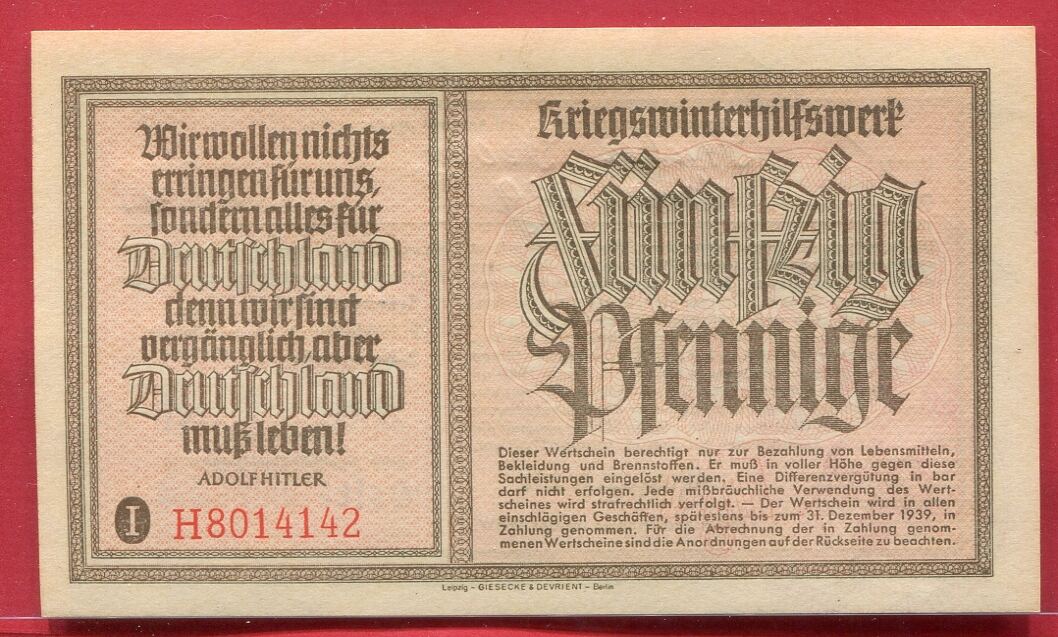 Wir wollen nichts
erringen für uns,
sondern alles für
Deutschland
denn wir sind
vergänglich, aber
Deutschland
muß leben!
ADOLF HITLER
I H8014142
Kriegswinterhilfswerk
Fünfzig
Pfennige
Dieser Wertschein berechtigt nur zur Bezahlung von Lebensmitteln,
Bekleidung und Brennstoffen. Er muß in voller Höhe gegen diese
Sachleistungen eingelöst werden. Eine Differenzvergütung in bar
darf nicht erfolgen. Jede mißbräuchliche Verwendung des Wert-
scheines wird strafrechtlich verfolgt. — Der Wertschein wird in allen
einschlägigen Geschäften, spätestens bis zum 31. Dezember 1939, in
Zahlung genommen. Für die Abrechnung der in Zahlung genom-
menen Wertscheine sind die Anordnungen auf der Rückseite zu beachten.
Leipzig – GIESECKE & DEVRIENT – Berlin